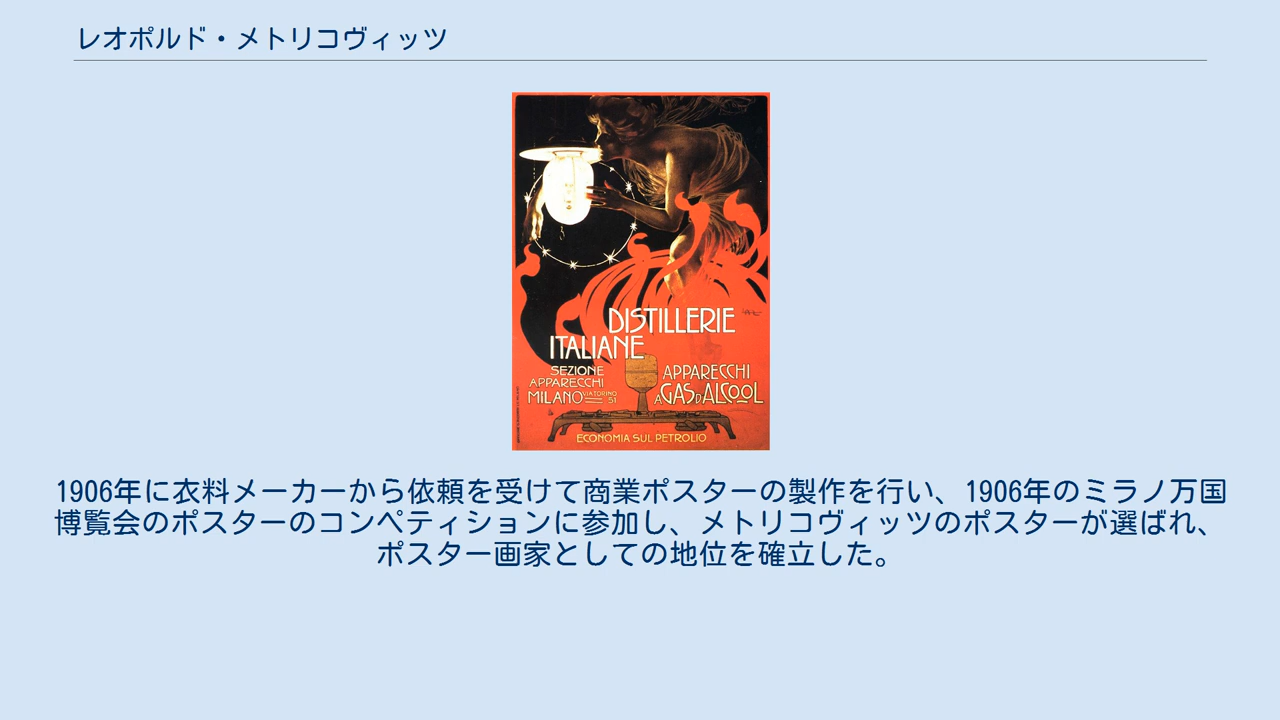 レオポルド・メトリコヴィッツ
DISTILLERIE
ITALIANE
SEZIONE
APPARECCHI
MILANO VIA TORINO 51
APPARECCHI
A GAS D'ALCOOL
ECONOMIA SUL PETROLIO
1906年に衣料メーカーから依頼を受けて商業ポスターの製作を行い、1906年のミラノ万国
博覧会のポスターのコンペティションに参加し、メトリコヴィッツのポスターが選ばれ、
ポスター画家としての地位を確立した。